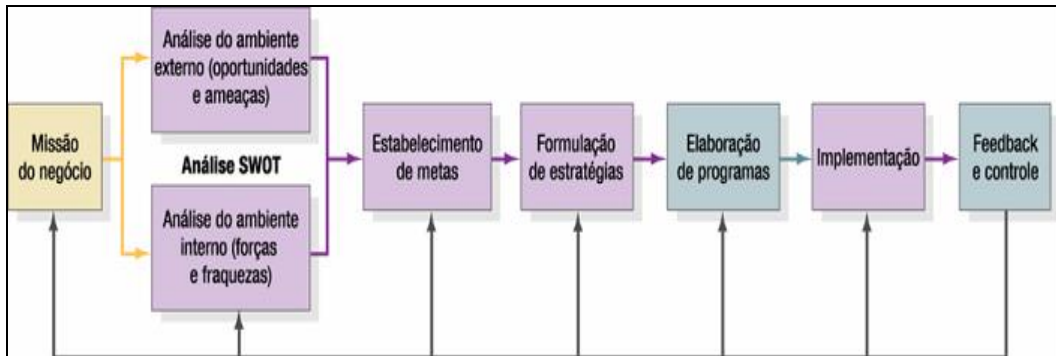 Missão
do negócio
Análise do ambiente
externo (oportunidades
e ameaças)
Análise SWOT
Análise do ambiente
interno (forças
e fraquezas)
Estabelecimento
de metas
Formulação
de estratégias
Elaboração
de programas
Implementação
Feedback
e controle